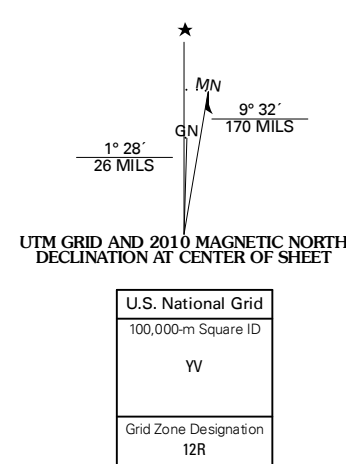 MN
GN
9° 32´
170 MILS
1° 28´
26 MILS
UTM GRID AND 2010 MAGNETIC NORTH
DECLINATION AT CENTER OF SHEET
U.S. National Grid
100,000-m Square ID
YV
Grid Zone Designation
12R